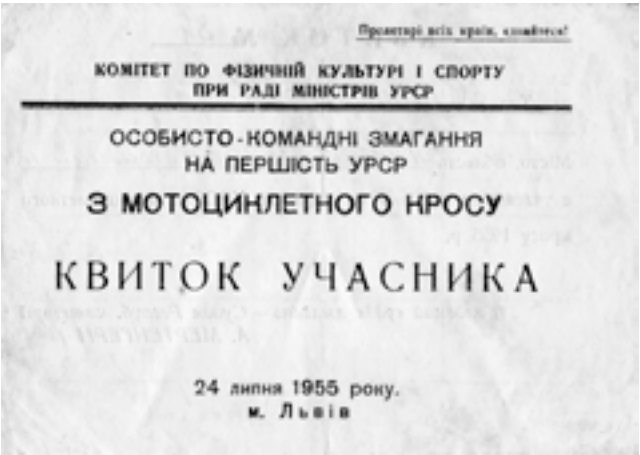 Пролетарі всіх країн, єднайтеся!
КОМІТЕТ ПО ФІЗИЧНІЙ КУЛЬТУРІ І СПОРТУ
ПРИ РАДІ МІНІСТРІВ УРСР
ОСОБИСТО-КОМАНДНІ ЗМАГАННЯ
НА ПЕРШІСТЬ УРСР
З МОТОЦИКЛЕТНОГО КРОСУ
КВИТОК УЧАСНИКА
24 липня 1955 року.
м. Львів